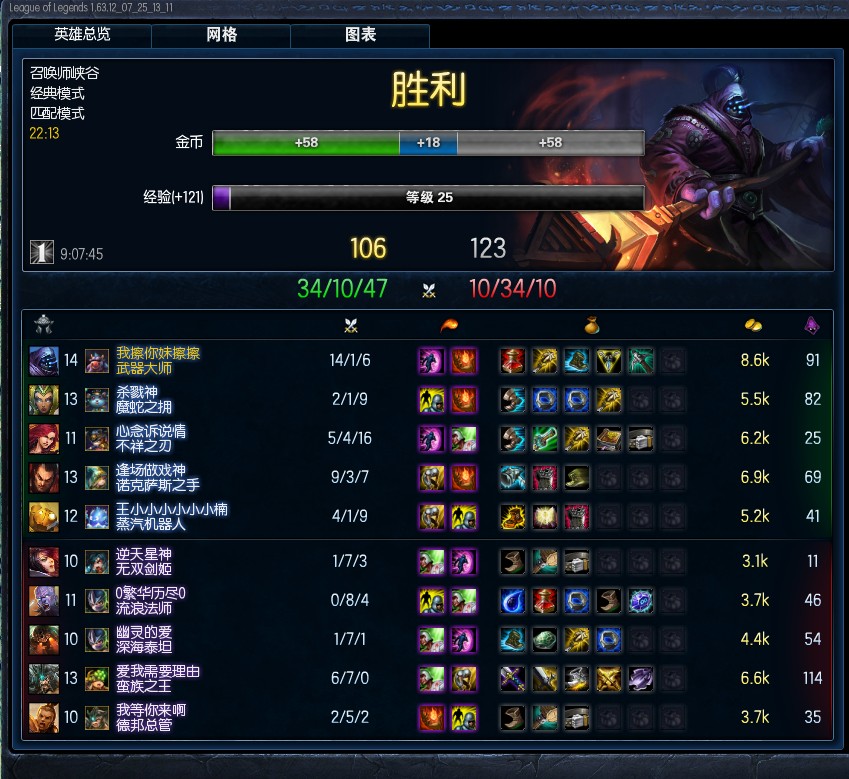 League of Legends 1.63.12_07_25_13_11
英雄总览 网格 图表
召唤师峡谷
经典模式
匹配模式
22:13
胜利
金币 +58 +18 +58
经验(+121) 等级 25
1 9:07:45
106 123
34/10/47 10/34/10
14 我擦你妹擦擦 14/1/6 8.6k 91
武器大师
13 杀戮神 2/1/9 5.5k 82
魔蛇之拥
11 心念诉说情 5/4/16 6.2k 25
不祥之刃
13 逢场做戏神 9/3/7 6.9k 69
诺克萨斯之手
12 王小小小小小小楠 4/1/9 5.2k 41
蒸汽机器人
10 逆天星神 1/7/3 3.1k 11
无双剑姬
11 0繁华历尽0 0/8/4 3.7k 46
流浪法师
10 幽灵的爱 1/7/1 4.4k 54
深海泰坦
13 爱我需要理由 6/7/0 6.6k 114
蛮族之王
10 我等你来啊 2/5/2 3.7k 35
德邦总管